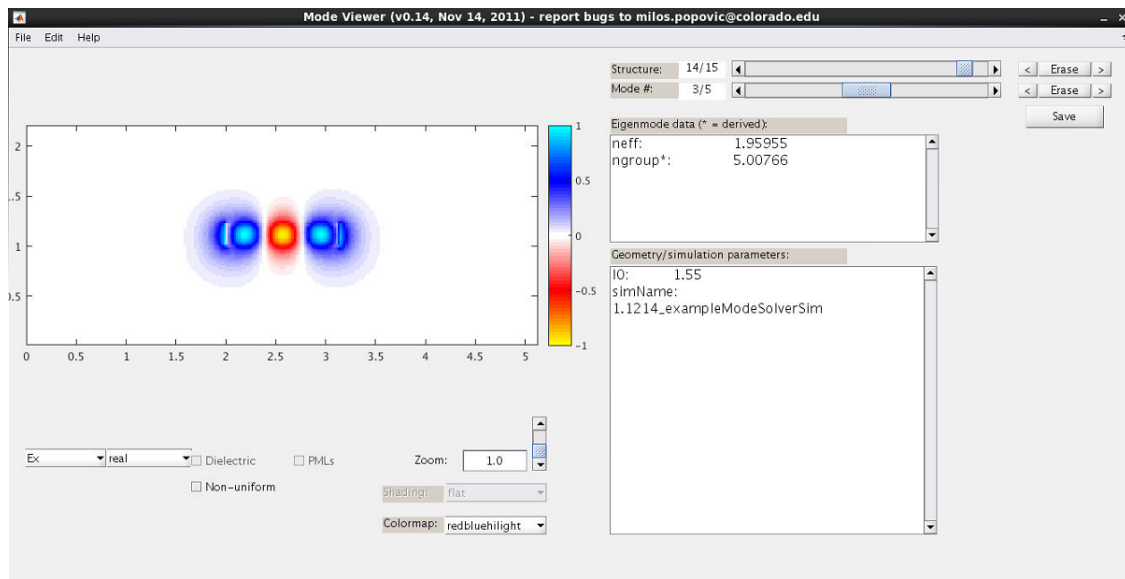 Mode Viewer (v0.14, Nov 14, 2011) - report bugs to milos.popovic@colorado.edu
File Edit Help
Structure: 14/15 < Erase >
Mode #: 3/5 < Erase >
Save
Eigenmode data (* = derived):
neff: 1.95955
ngroup*: 5.00766
Geometry/simulation parameters:
l0: 1.55
simName:
1.1214_exampleModeSolverSim
2
.5
1
0.5
0 0.5 1 1.5 2 2.5 3 3.5 4 4.5 5
1
0.5
0
-0.5
-1
Ex real Dielectric PMLs Zoom: 1.0
Non-uniform
Shading: flat
Colormap: redbluehilight